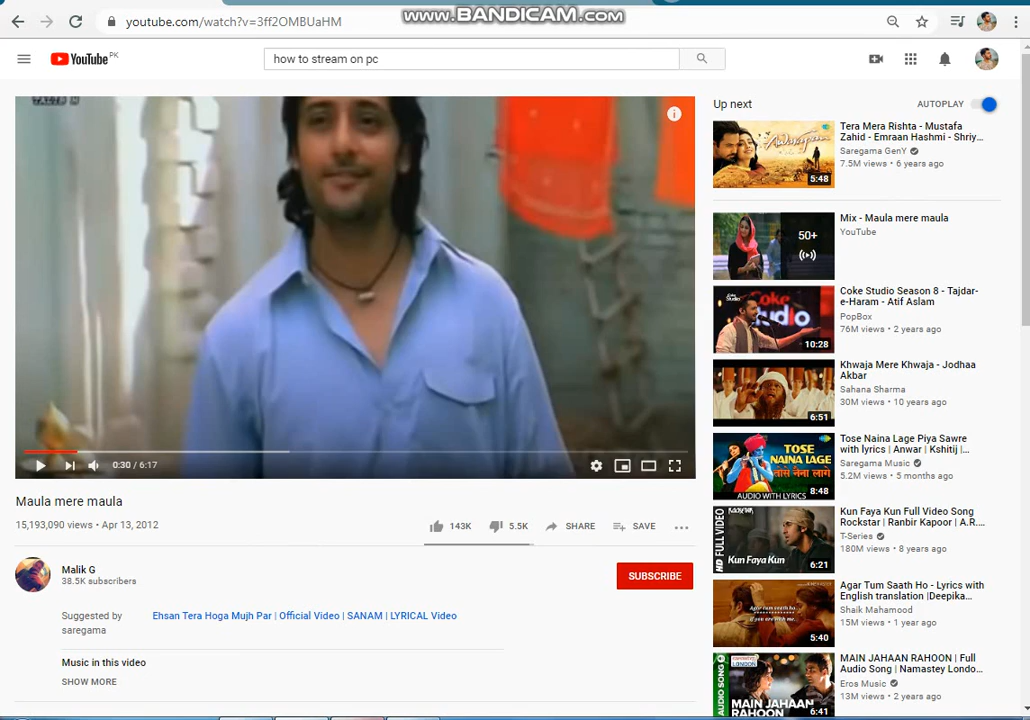 www.BANDICAM.com
youtube.com/watch?v=3ff2OMBUaHM
YouTube PK
how to stream on pc
0:30 / 6:17
Maula mere maula
15,193,090 views • Apr 13, 2012
143K 5.5K SHARE SAVE
Malik G
38.5K subscribers
SUBSCRIBE
Suggested by
saregama
Ehsan Tera Hoga Mujh Par | Official Video | SANAM | LYRICAL Video
Music in this video
SHOW MORE
Up next
AUTOPLAY
5:48
Tera Mera Rishta - Mustafa
Zahid - Emraan Hashmi - Shriy...
Saregama GenY
7.5M views • 6 years ago
50+
Mix - Maula mere maula
YouTube
Coke Studio
10:28
Coke Studio Season 8 - Tajdar-
e-Haram - Atif Aslam
PopBox
76M views • 2 years ago
6:51
Khwaja Mere Khwaja - Jodhaa
Akbar
Sahana Sharma
30M views • 10 years ago
TOSE
NAINA LAGE
तोसे नैना लागे
AUDIO WITH LYRICS
8:48
Tose Naina Lage Piya Sawre
with lyrics | Anwar | Kshitij |...
Saregama Music
5.2M views • 5 months ago
HD FULL VIDEO
Kun Faya Kun
6:21
Kun Faya Kun Full Video Song
Rockstar | Ranbir Kapoor | A.R....
T-Series
180M views • 8 years ago
5:40
Agar Tum Saath Ho - Lyrics with
English translation |Deepika...
Shaik Mahamood
15M views • 1 year ago
AUDIO SONG
LONDON
MAIN JAHAAN
RAHOON
6:41
MAIN JAHAAN RAHOON | Full
Audio Song | Namastey Londo...
Eros Music
13M views • 2 years ago